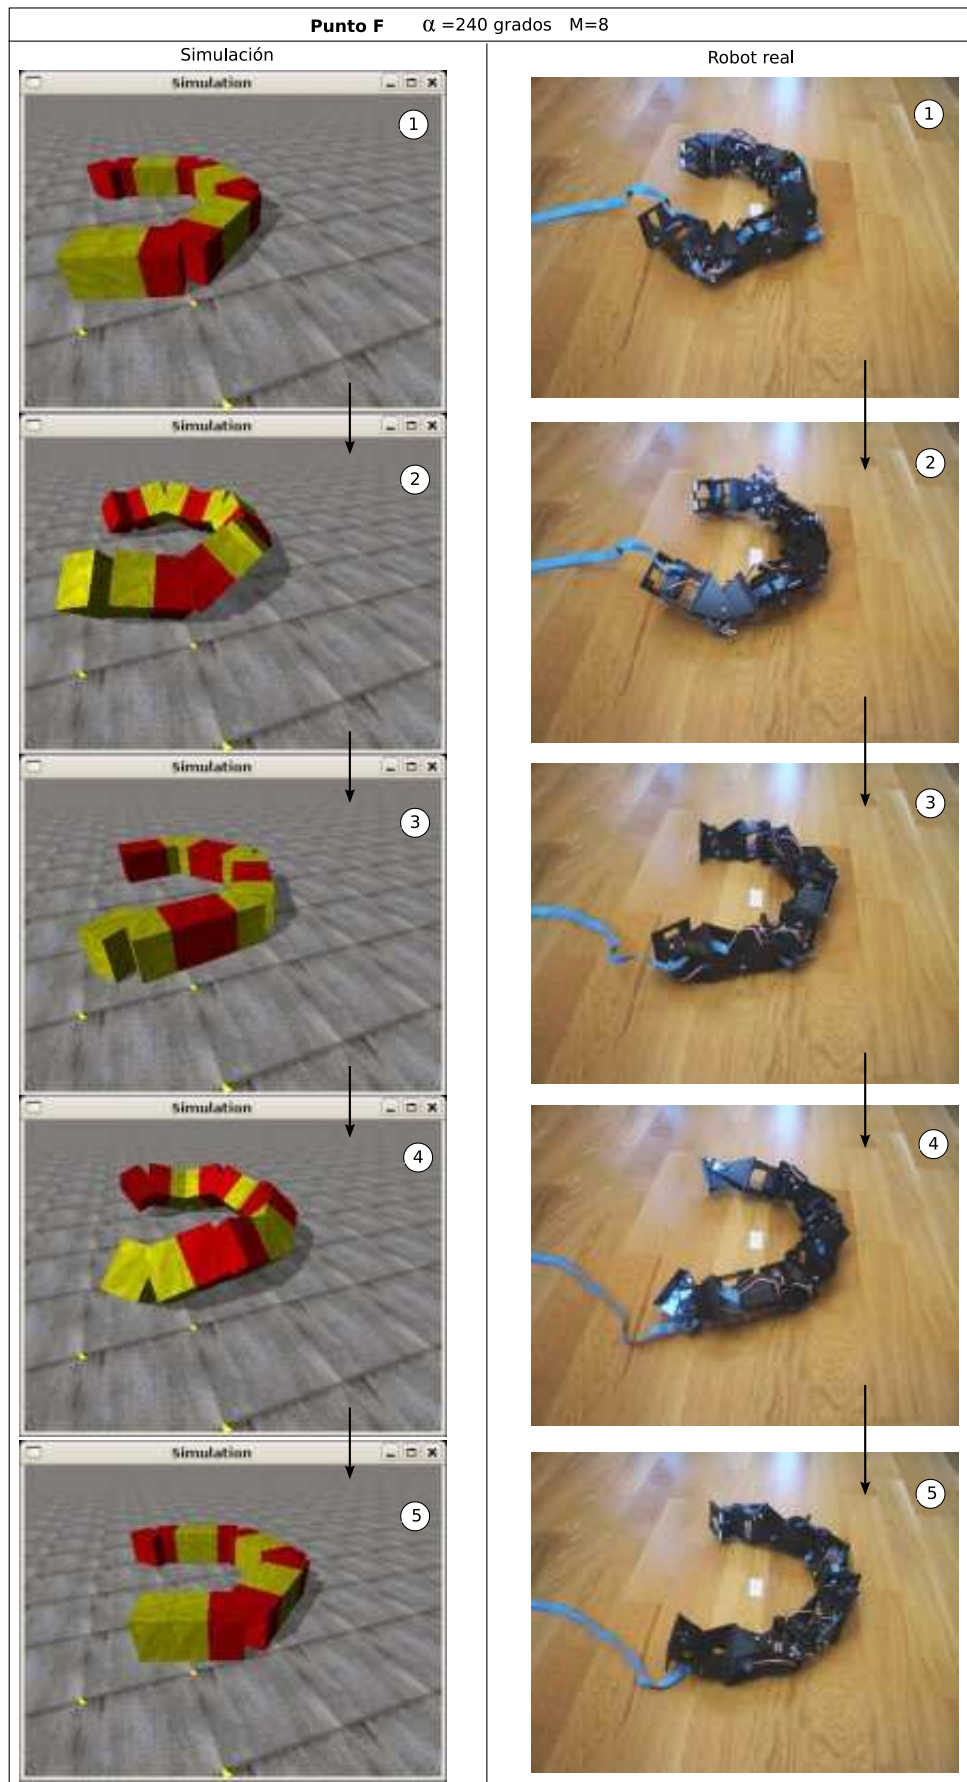 Punto F α =240 grados M=8
Simulación
Robot real
Simulation
1
1
Simulation
2
2
Simulation
3
3
Simulation
4
4
Simulation
5
5